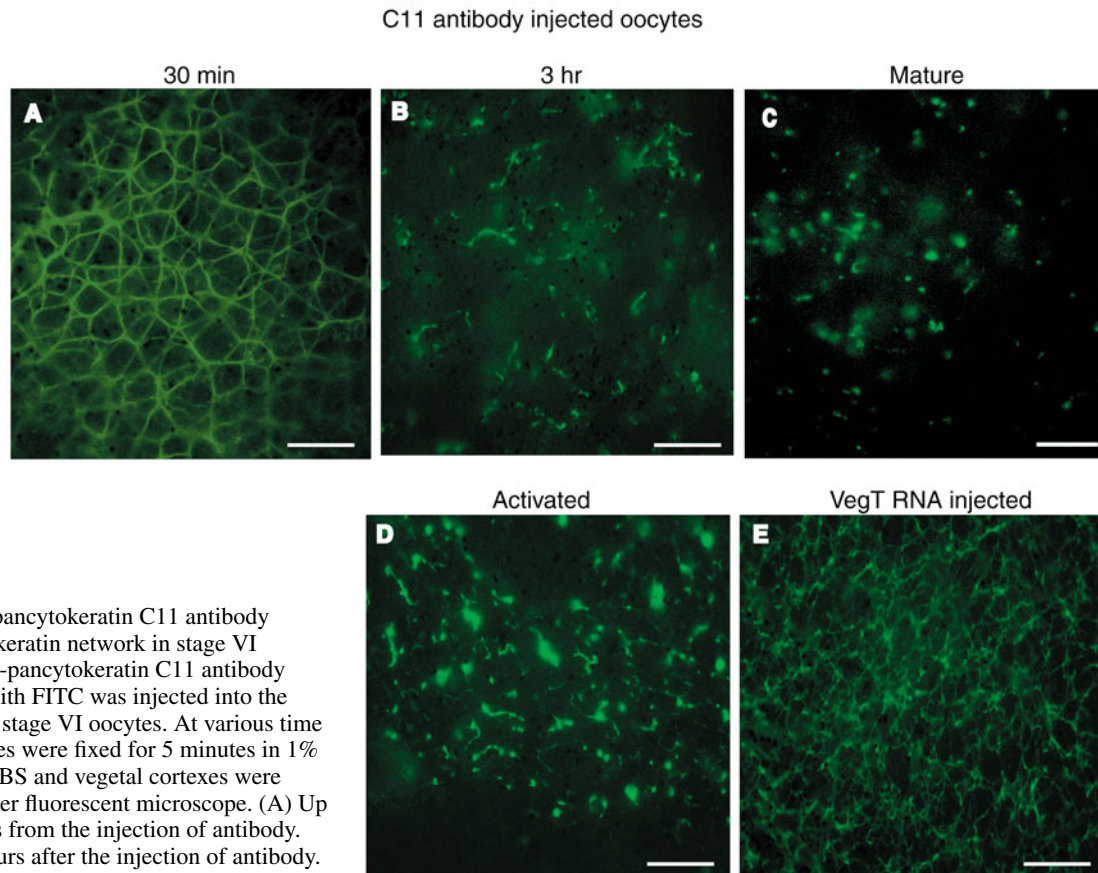 C11 antibody injected oocytes
30 min
3 hr
Mature
A
B
C
Activated
VegT RNA injected
D
E
pancytokeratin C11 antibody
keratin network in stage VI
-pancytokeratin C11 antibody
with FITC was injected into the
stage VI oocytes. At various time
es were fixed for 5 minutes in 1%
BS and vegetal cortexes were
er fluorescent microscope. (A) Up
s from the injection of antibody.
urs after the injection of antibody.